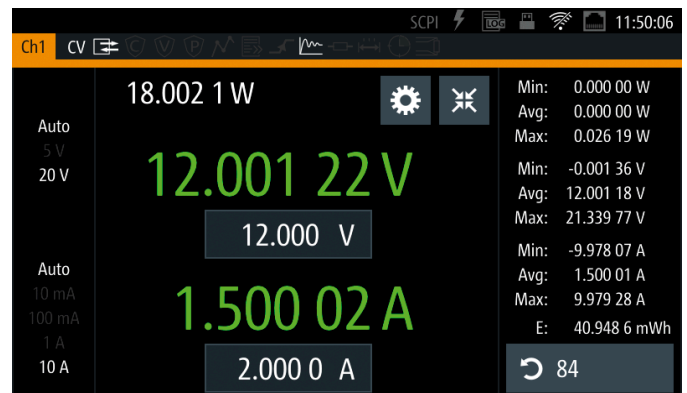 SCPI LOG 11:50:06
Ch1 CV
18.002 1 W
Auto
5 V
20 V
12.001 22 V
12.000 V
Auto
10 mA
100 mA
1 A
10 A
1.500 02 A
2.000 0 A
Min: 0.000 00 W
Avg: 0.000 00 W
Max: 0.026 19 W
Min: -0.001 36 V
Avg: 12.001 18 V
Max: 21.339 77 V
Min: -9.978 07 A
Avg: 1.500 01 A
Max: 9.979 28 A
E: 40.948 6 mWh
84